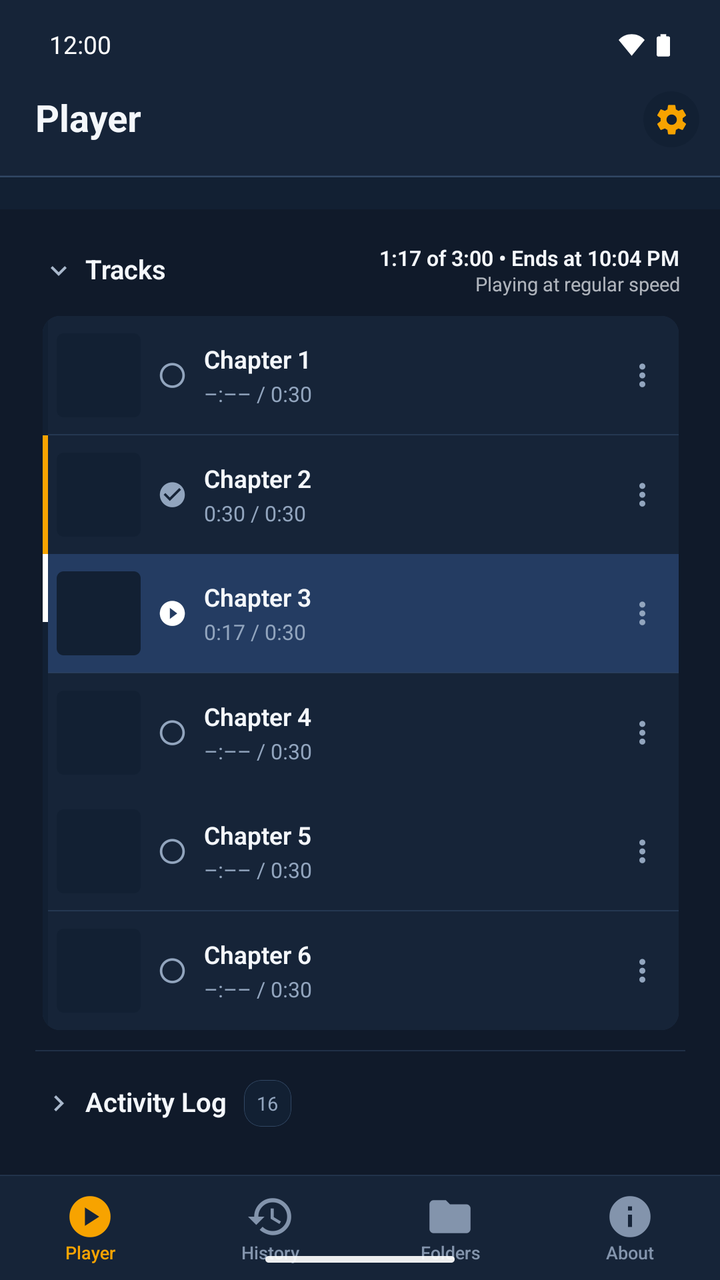 12:00
Player
Tracks
1:17 of 3:00 • Ends at 10:04 PM
Playing at regular speed
Chapter 1
–:–– / 0:30
Chapter 2
0:30 / 0:30
Chapter 3
0:17 / 0:30
Chapter 4
–:–– / 0:30
Chapter 5
–:–– / 0:30
Chapter 6
–:–– / 0:30
Activity Log
16
Player
History
Folders
About